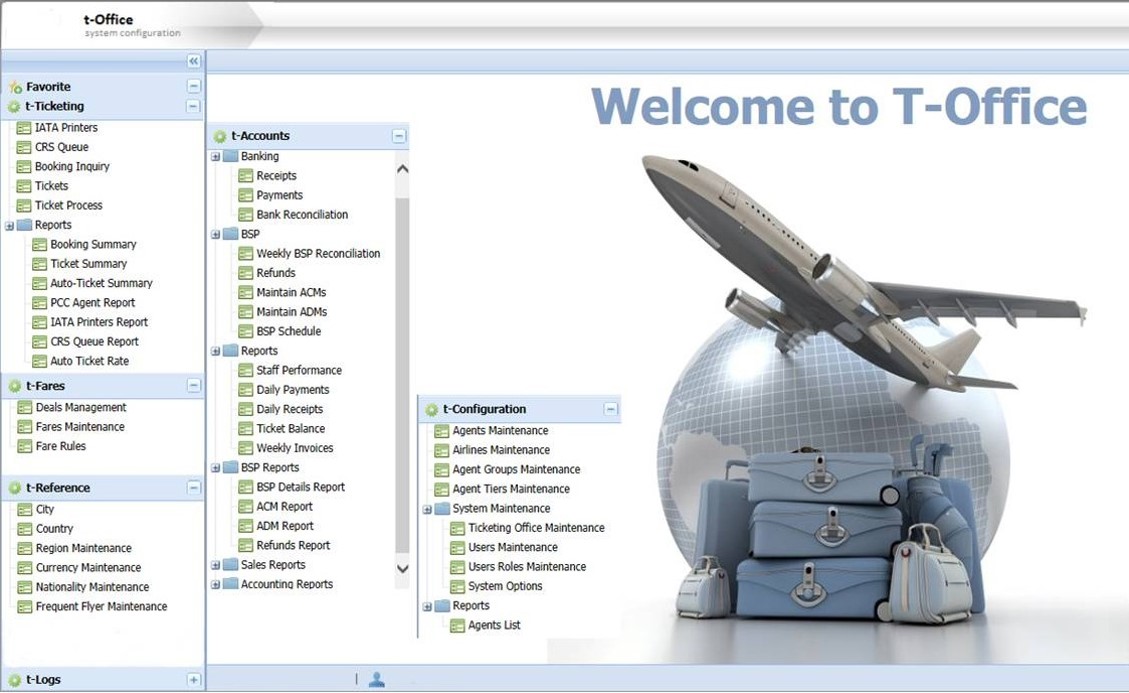 t-Office
system configuration
Favorite
t-Ticketing
IATA Printers
CRS Queue
Booking Inquiry
Tickets
Ticket Process
Reports
Booking Summary
Ticket Summary
Auto-Ticket Summary
PCC Agent Report
IATA Printers Report
CRS Queue Report
Auto Ticket Rate
t-Fares
Deals Management
Fares Maintenance
Fare Rules
t-Reference
City
Country
Region Maintenance
Currency Maintenance
Nationality Maintenance
Frequent Flyer Maintenance
t-Logs
t-Accounts
Banking
Receipts
Payments
Bank Reconciliation
BSP
Weekly BSP Reconciliation
Refunds
Maintain ACMs
Maintain ADMs
BSP Schedule
Reports
Staff Performance
Daily Payments
Daily Receipts
Ticket Balance
Weekly Invoices
BSP Reports
BSP Details Report
ACM Report
ADM Report
Refunds Report
Sales Reports
Accounting Reports
t-Configuration
Agents Maintenance
Airlines Maintenance
Agent Groups Maintenance
Agent Tiers Maintenance
System Maintenance
Ticketing Office Maintenance
Users Maintenance
Users Roles Maintenance
System Options
Reports
Agents List
Welcome to T-Office